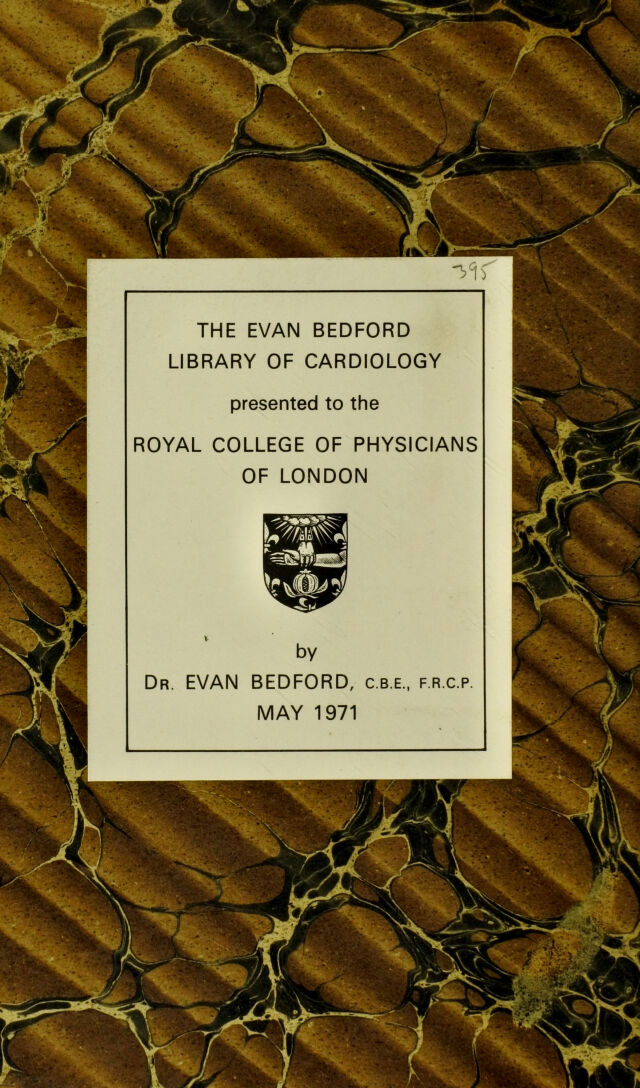 395
THE EVAN BEDFORD
LIBRARY OF CARDIOLOGY
presented to the
ROYAL COLLEGE OF PHYSICIANS
OF LONDON
by
DR. EVAN BEDFORD, C.B.E., F.R.C.P.
MAY 1971